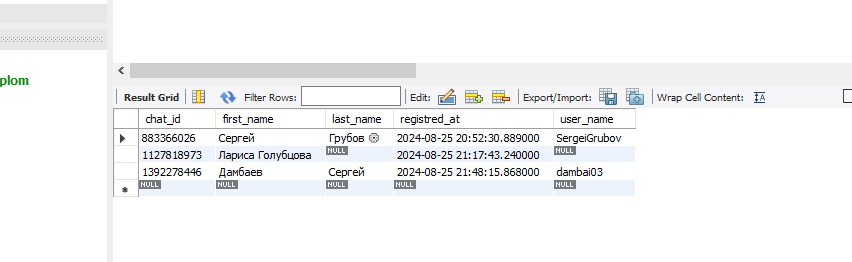 plom
Result Grid Filter Rows: Edit: Export/Import: Wrap Cell Content:
chat_id first_name last_name registred_at user_name
883366026 Сергей Грубов 2024-08-25 20:52:30.889000 SergeiGrubov
1127818973 Лариса Голубцова NULL 2024-08-25 21:17:43.240000 NULL
1392278446 Дамбаев Сергей 2024-08-25 21:48:15.868000 dambai03
NULL NULL NULL NULL NULL